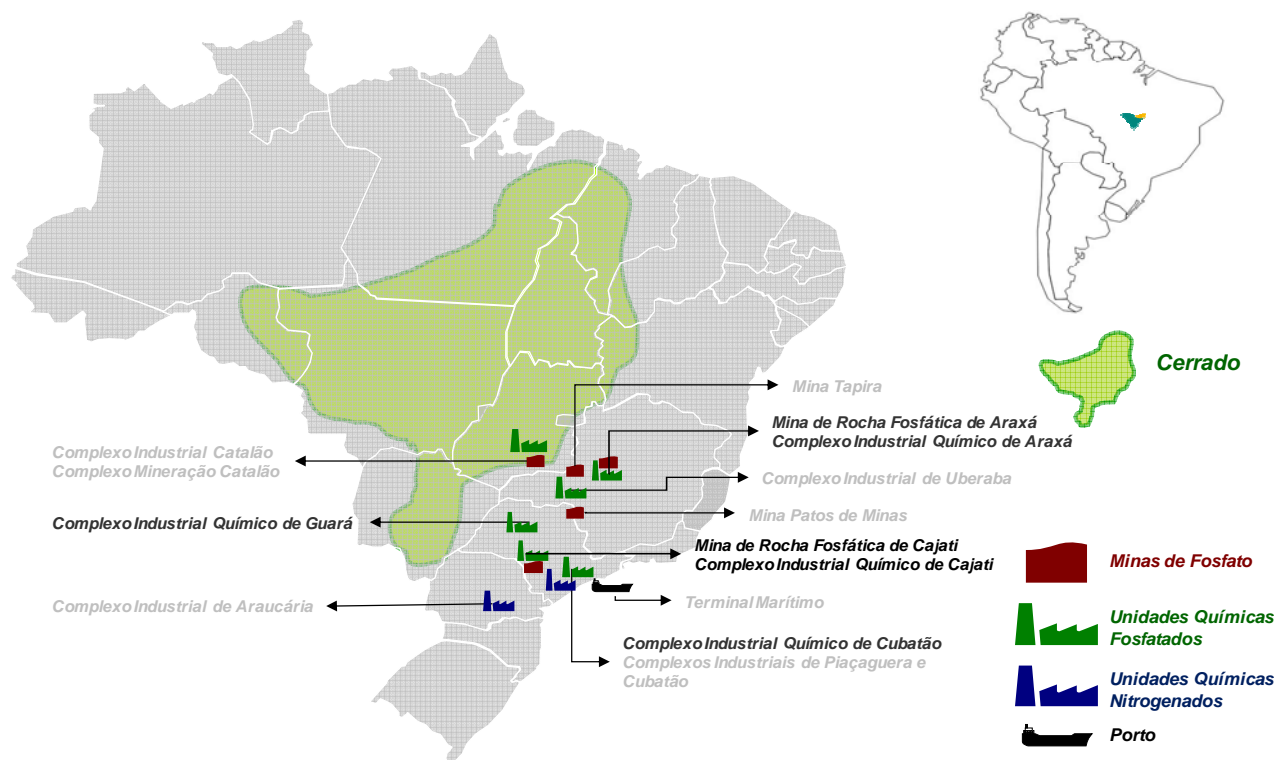 Cerrado
Mina Tapira
Mina de Rocha Fosfática de Araxá
Complexo Industrial Químico de Araxá
Complexo Industrial Catalão
Complexo Mineração Catalão
Complexo Industrial de Uberaba
Complexo Industrial Químico de Guará
Mina Patos de Minas
Mina de Rocha Fosfática de Cajati
Complexo Industrial Químico de Cajati
Minas de Fosfato
Complexo Industrial de Araucária
Terminal Marítimo
Unidades Químicas
Fosfatados
Complexo Industrial Químico de Cubatão
Complexos Industriais de Piaçaguera e
Cubatão
Unidades Químicas
Nitrogenados
Porto